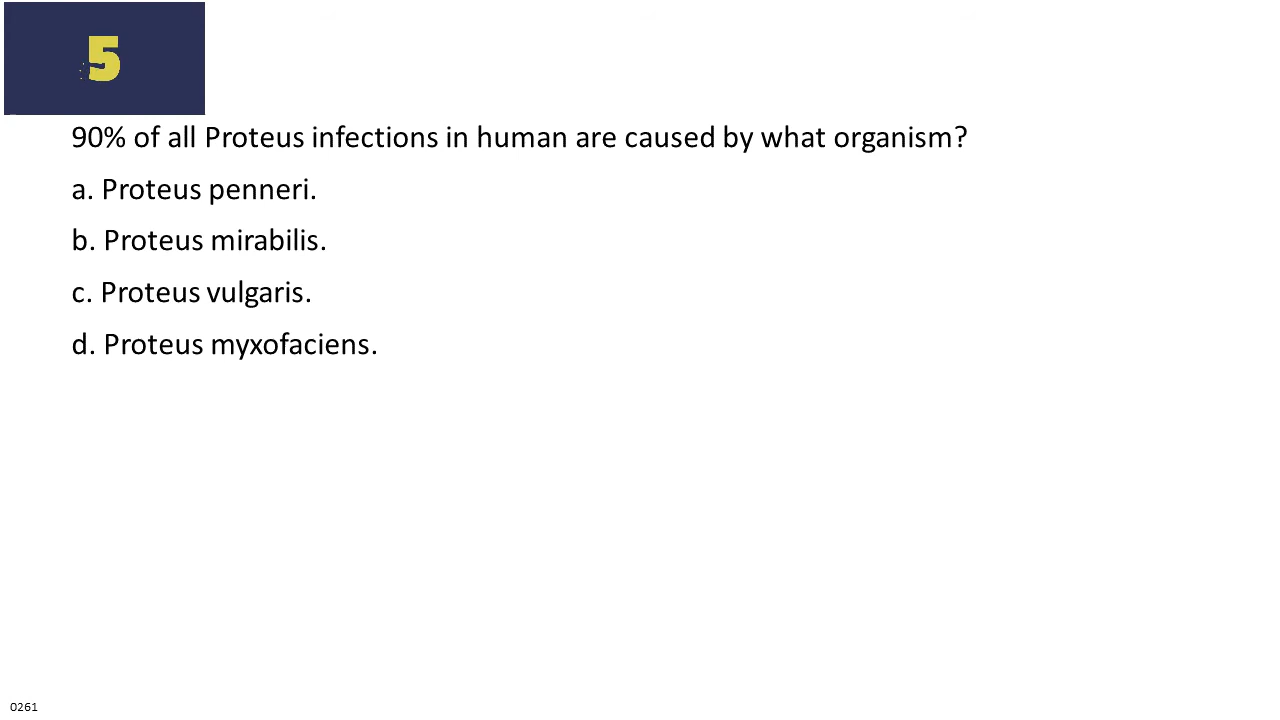 5
90% of all Proteus infections in human are caused by what organism?
a. Proteus penneri.
b. Proteus mirabilis.
c. Proteus vulgaris.
d. Proteus myxofaciens.
0261